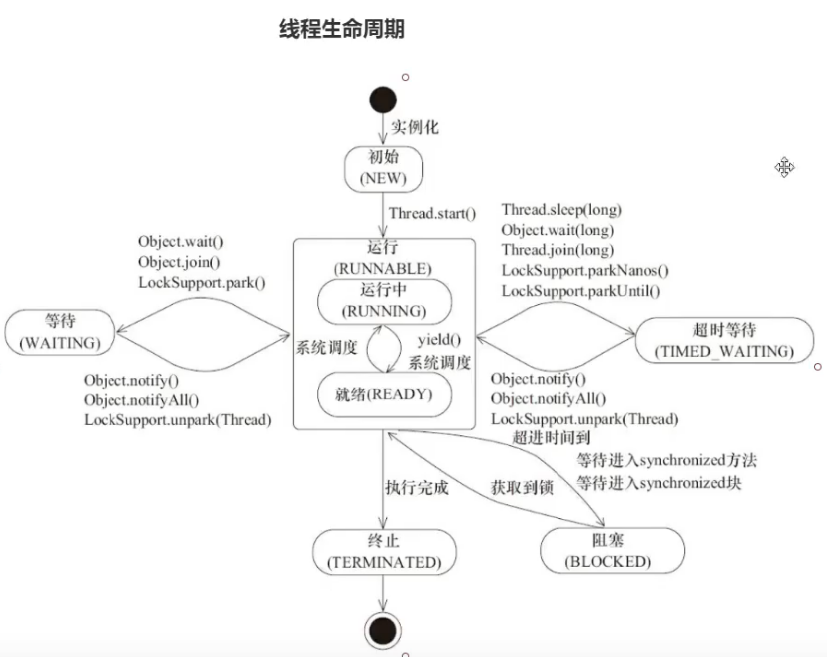 线程生命周期
实例化
初始
(NEW)
Thread.start()
Object.wait()
Object.join()
LockSupport.park()
Thread.sleep(long)
Object.wait(long)
Thread.join(long)
LockSupport.parkNanos()
LockSupport.parkUntil()
运行
(RUNNABLE)
运行中
(RUNNING)
等待
(WAITING)
系统调度
yield()
系统调度
超时等待
(TIMED_WAITING)
就绪(READY)
Object.notify()
Object.notifyAll()
LockSupport.unpark(Thread)
Object.notify()
Object.notifyAll()
LockSupport.unpark(Thread)
超进时间到
等待进入synchronized方法
等待进入synchronized块
执行完成
获取到锁
终止
(TERMINATED)
阻塞
(BLOCKED)